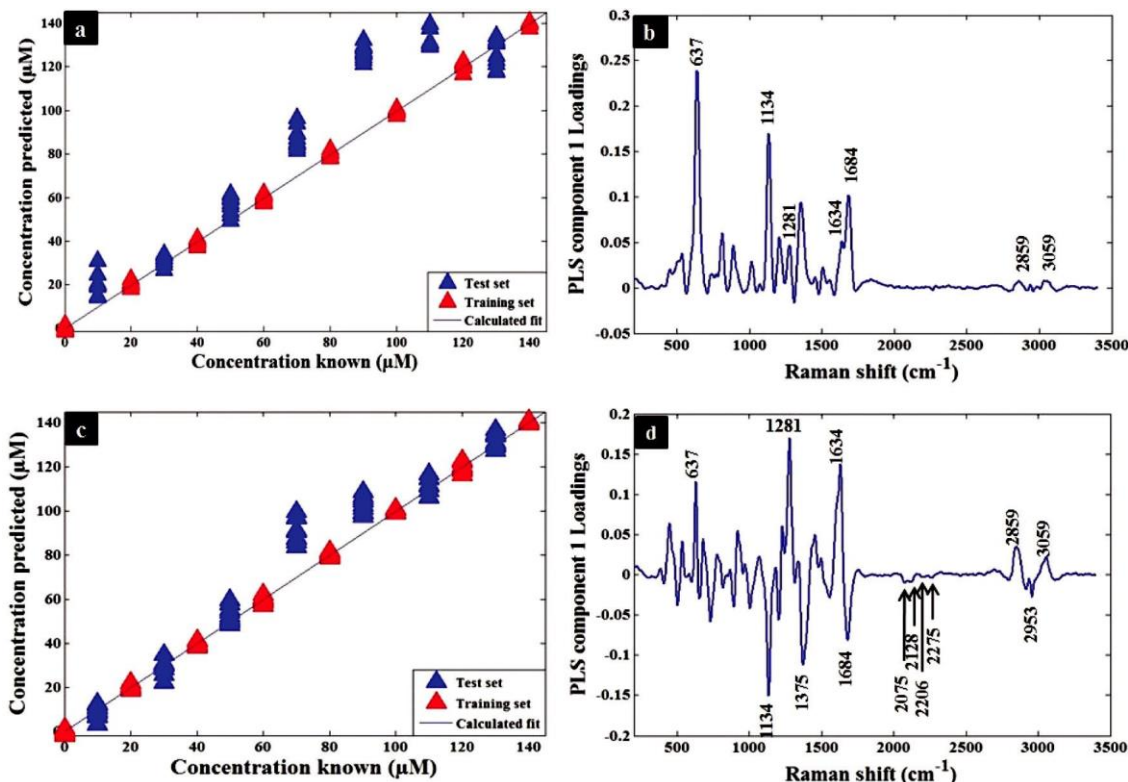 a
Concentration predicted (µM)
140
120
100
80
60
40
20
0
0 20 40 60 80 100 120 140
Concentration known (µM)
Test set
Training set
Calculated fit
b
PLS component 1 Loadings
0.3
0.25
0.2
0.15
0.1
0.05
0
-0.05
637
1134
1281
1634
1684
2859
3059
500 1000 1500 2000 2500 3000 3500
Raman shift (cm-1)
c
Concentration predicted (µM)
140
120
100
80
60
40
20
0
0 20 40 60 80 100 120 140
Concentration known (µM)
Test set
Training set
Calculated fit
d
PLS component 1 Loadings
0.2
0.15
0.1
0.05
0
-0.05
-0.1
-0.15
-0.2
637
1281
1634
2859
3059
1134
1375
1684
2075
2128
2206
2275
2953
500 1000 1500 2000 2500 3000 3500
Raman shift (cm-1)